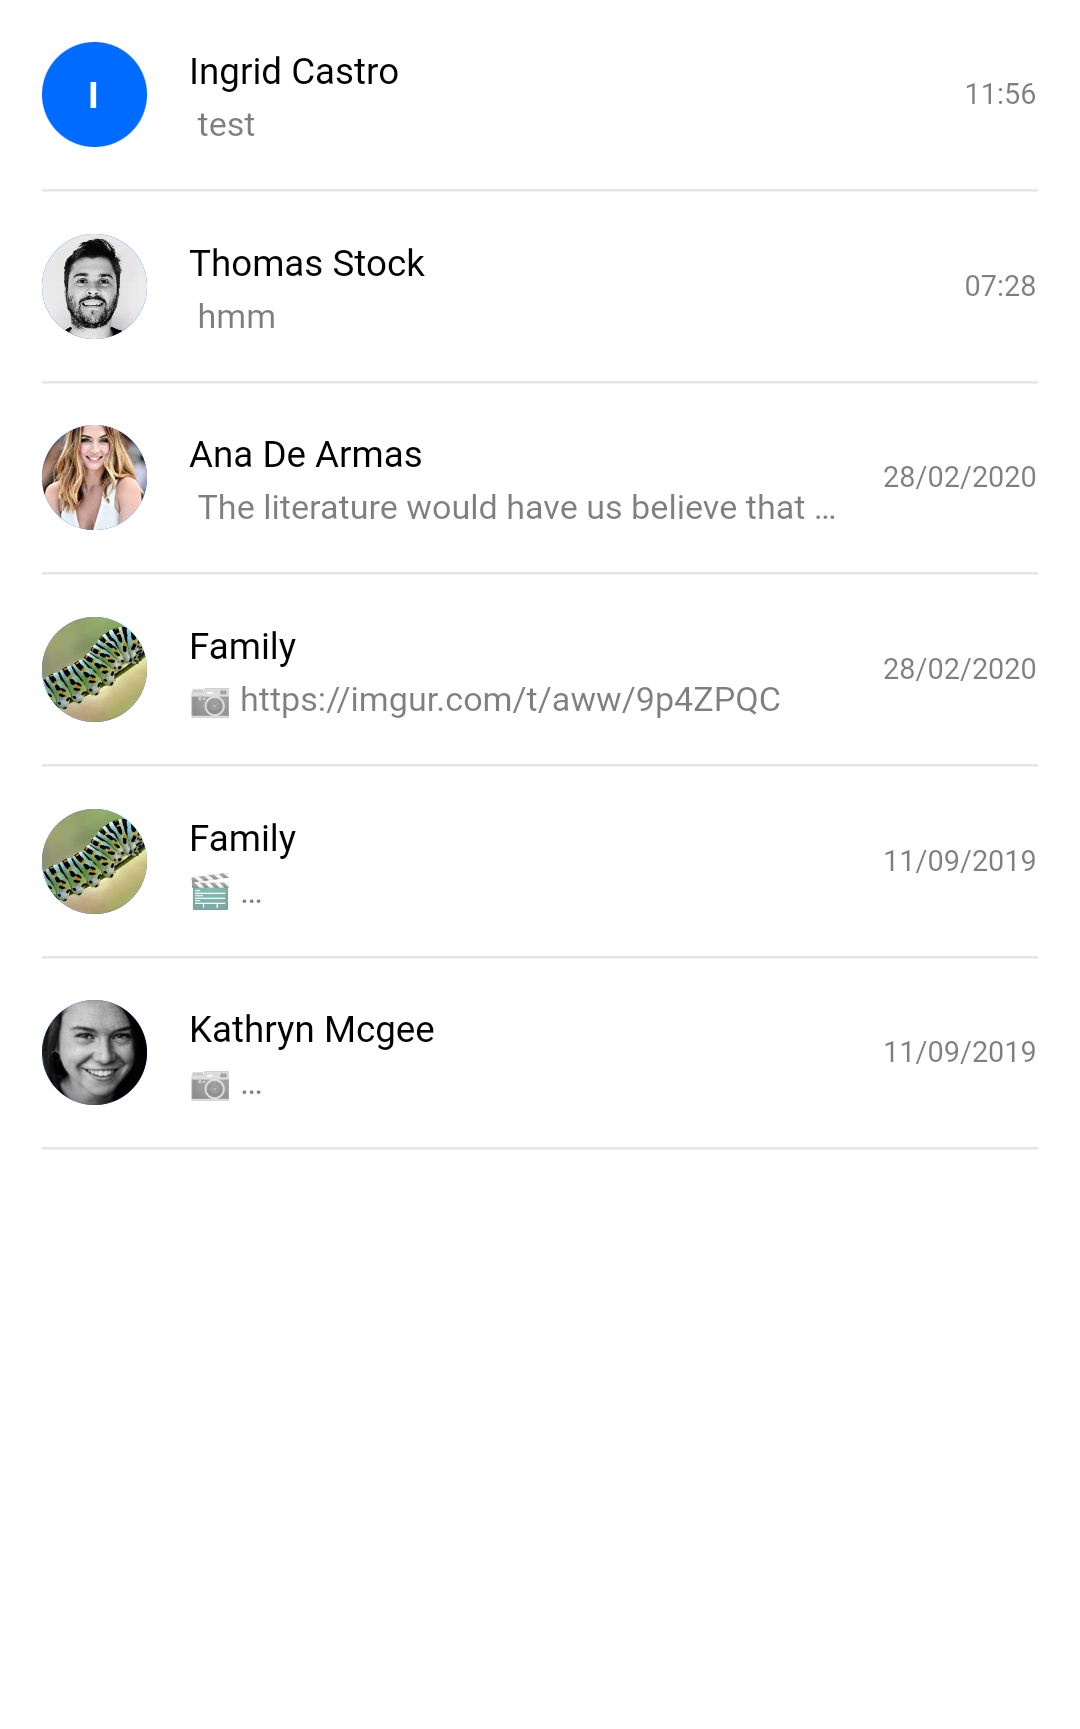 I
Ingrid Castro
11:56
test
Thomas Stock
07:28
hmm
Ana De Armas
28/02/2020
The literature would have us believe that ...
Family
28/02/2020
📷 https://imgur.com/t/aww/9p4ZPQC
Family
11/09/2019
🎬 ...
Kathryn Mcgee
11/09/2019
📷 ...